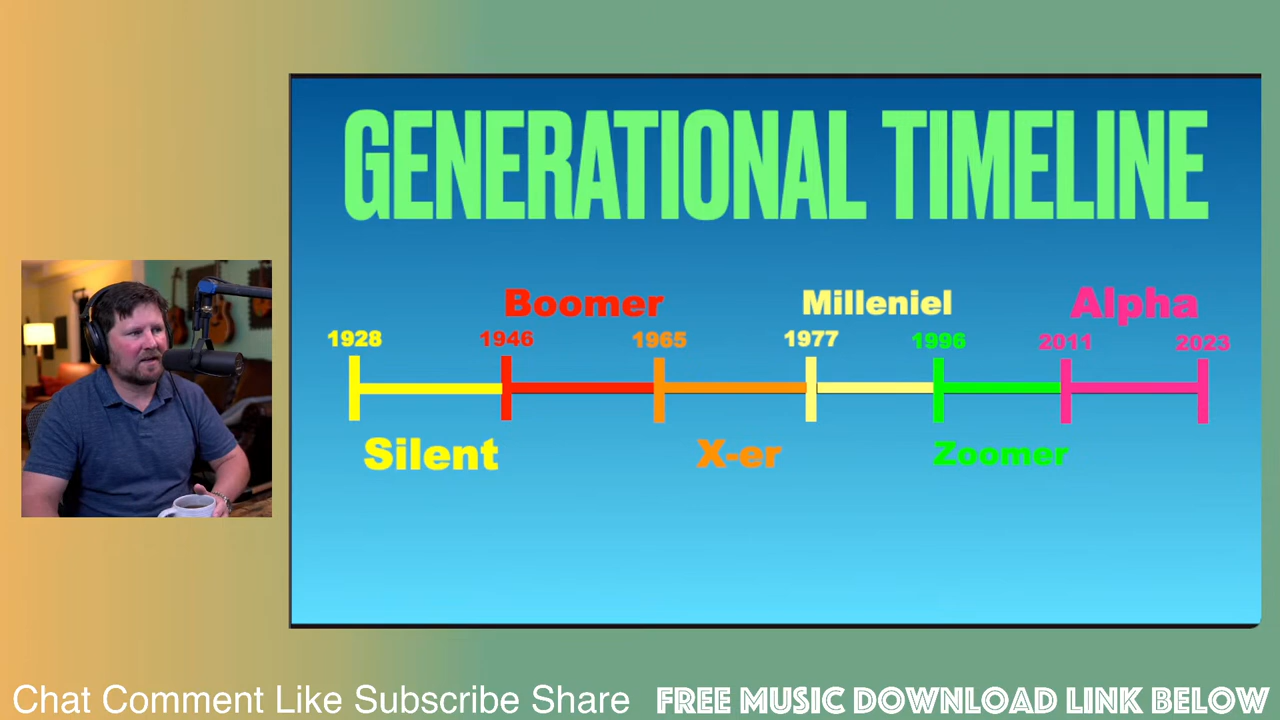 GENERATIONAL TIMELINE
Boomer Milleniel Alpha
1928 1946 1965 1977 1996 2011 2023
Silent X-er Zoomer
Chat Comment Like Subscribe Share FREE MUSIC DOWNLOAD LINK BELOW